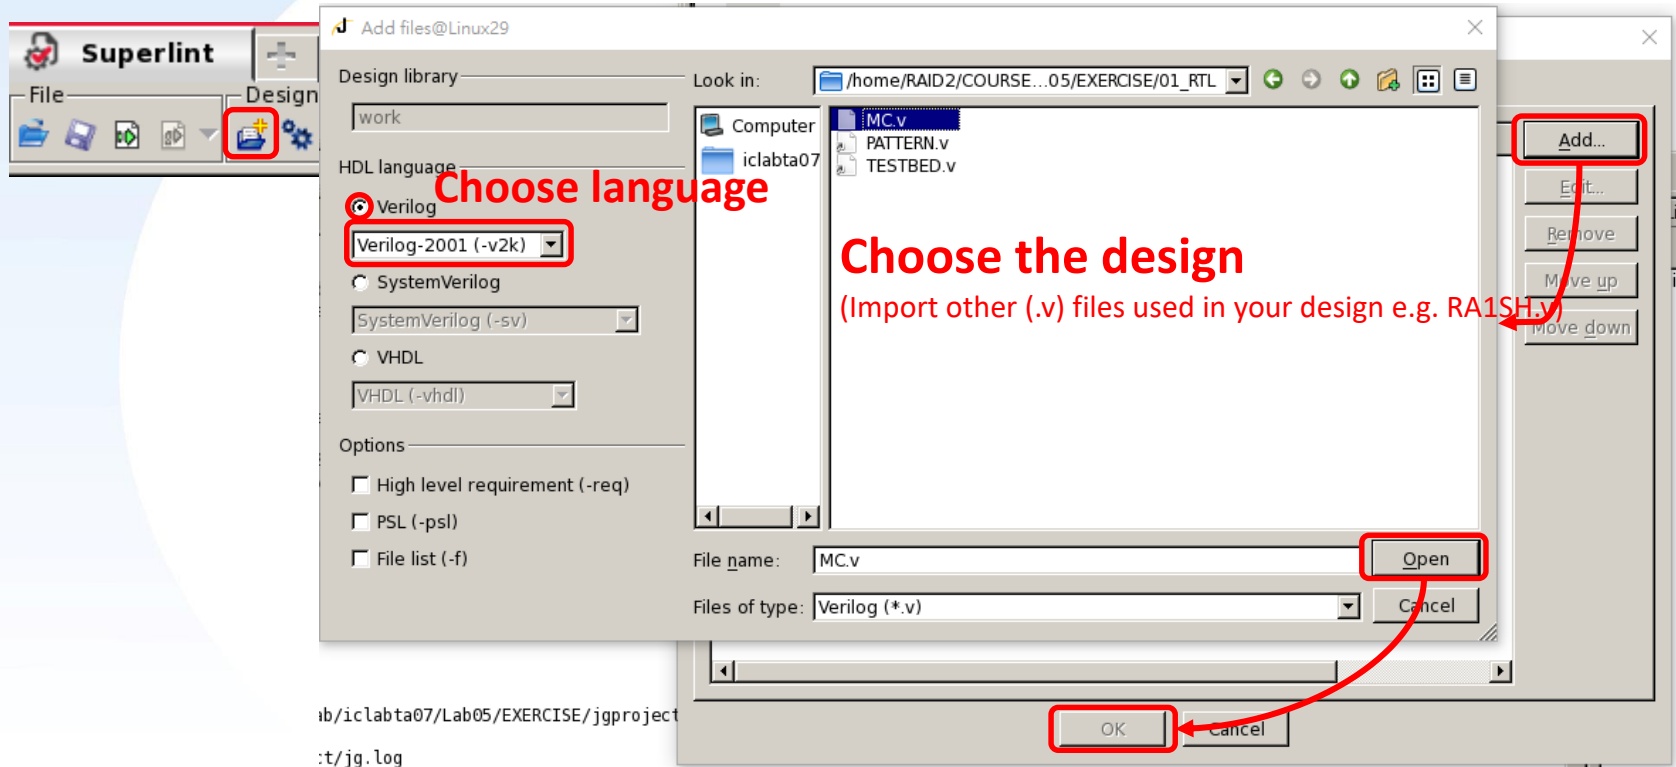 Superlint
File
Design
Add files@Linux29
Design library
work
HDL language
Choose language
Verilog
Verilog-2001 (-v2k)
SystemVerilog
SystemVerilog (-sv)
VHDL
VHDL (-vhdl)
Options
High level requirement (-req)
PSL (-psl)
File list (-f)
Look in:
/home/RAID2/COURSE...05/EXERCISE/01_RTL
Computer
iclabta07
MC.v
PATTERN.v
TESTBED.v
Choose the design
(Import other (.v) files used in your design e.g. RA1SH.v)
File name:
MC.v
Open
Files of type:
Verilog (*.v)
Cancel
Add...
Edit...
Remove
Move up
Move down
OK
Cancel
ab/iclabta07/Lab05/EXERCISE/jgproject
:t/jg.log